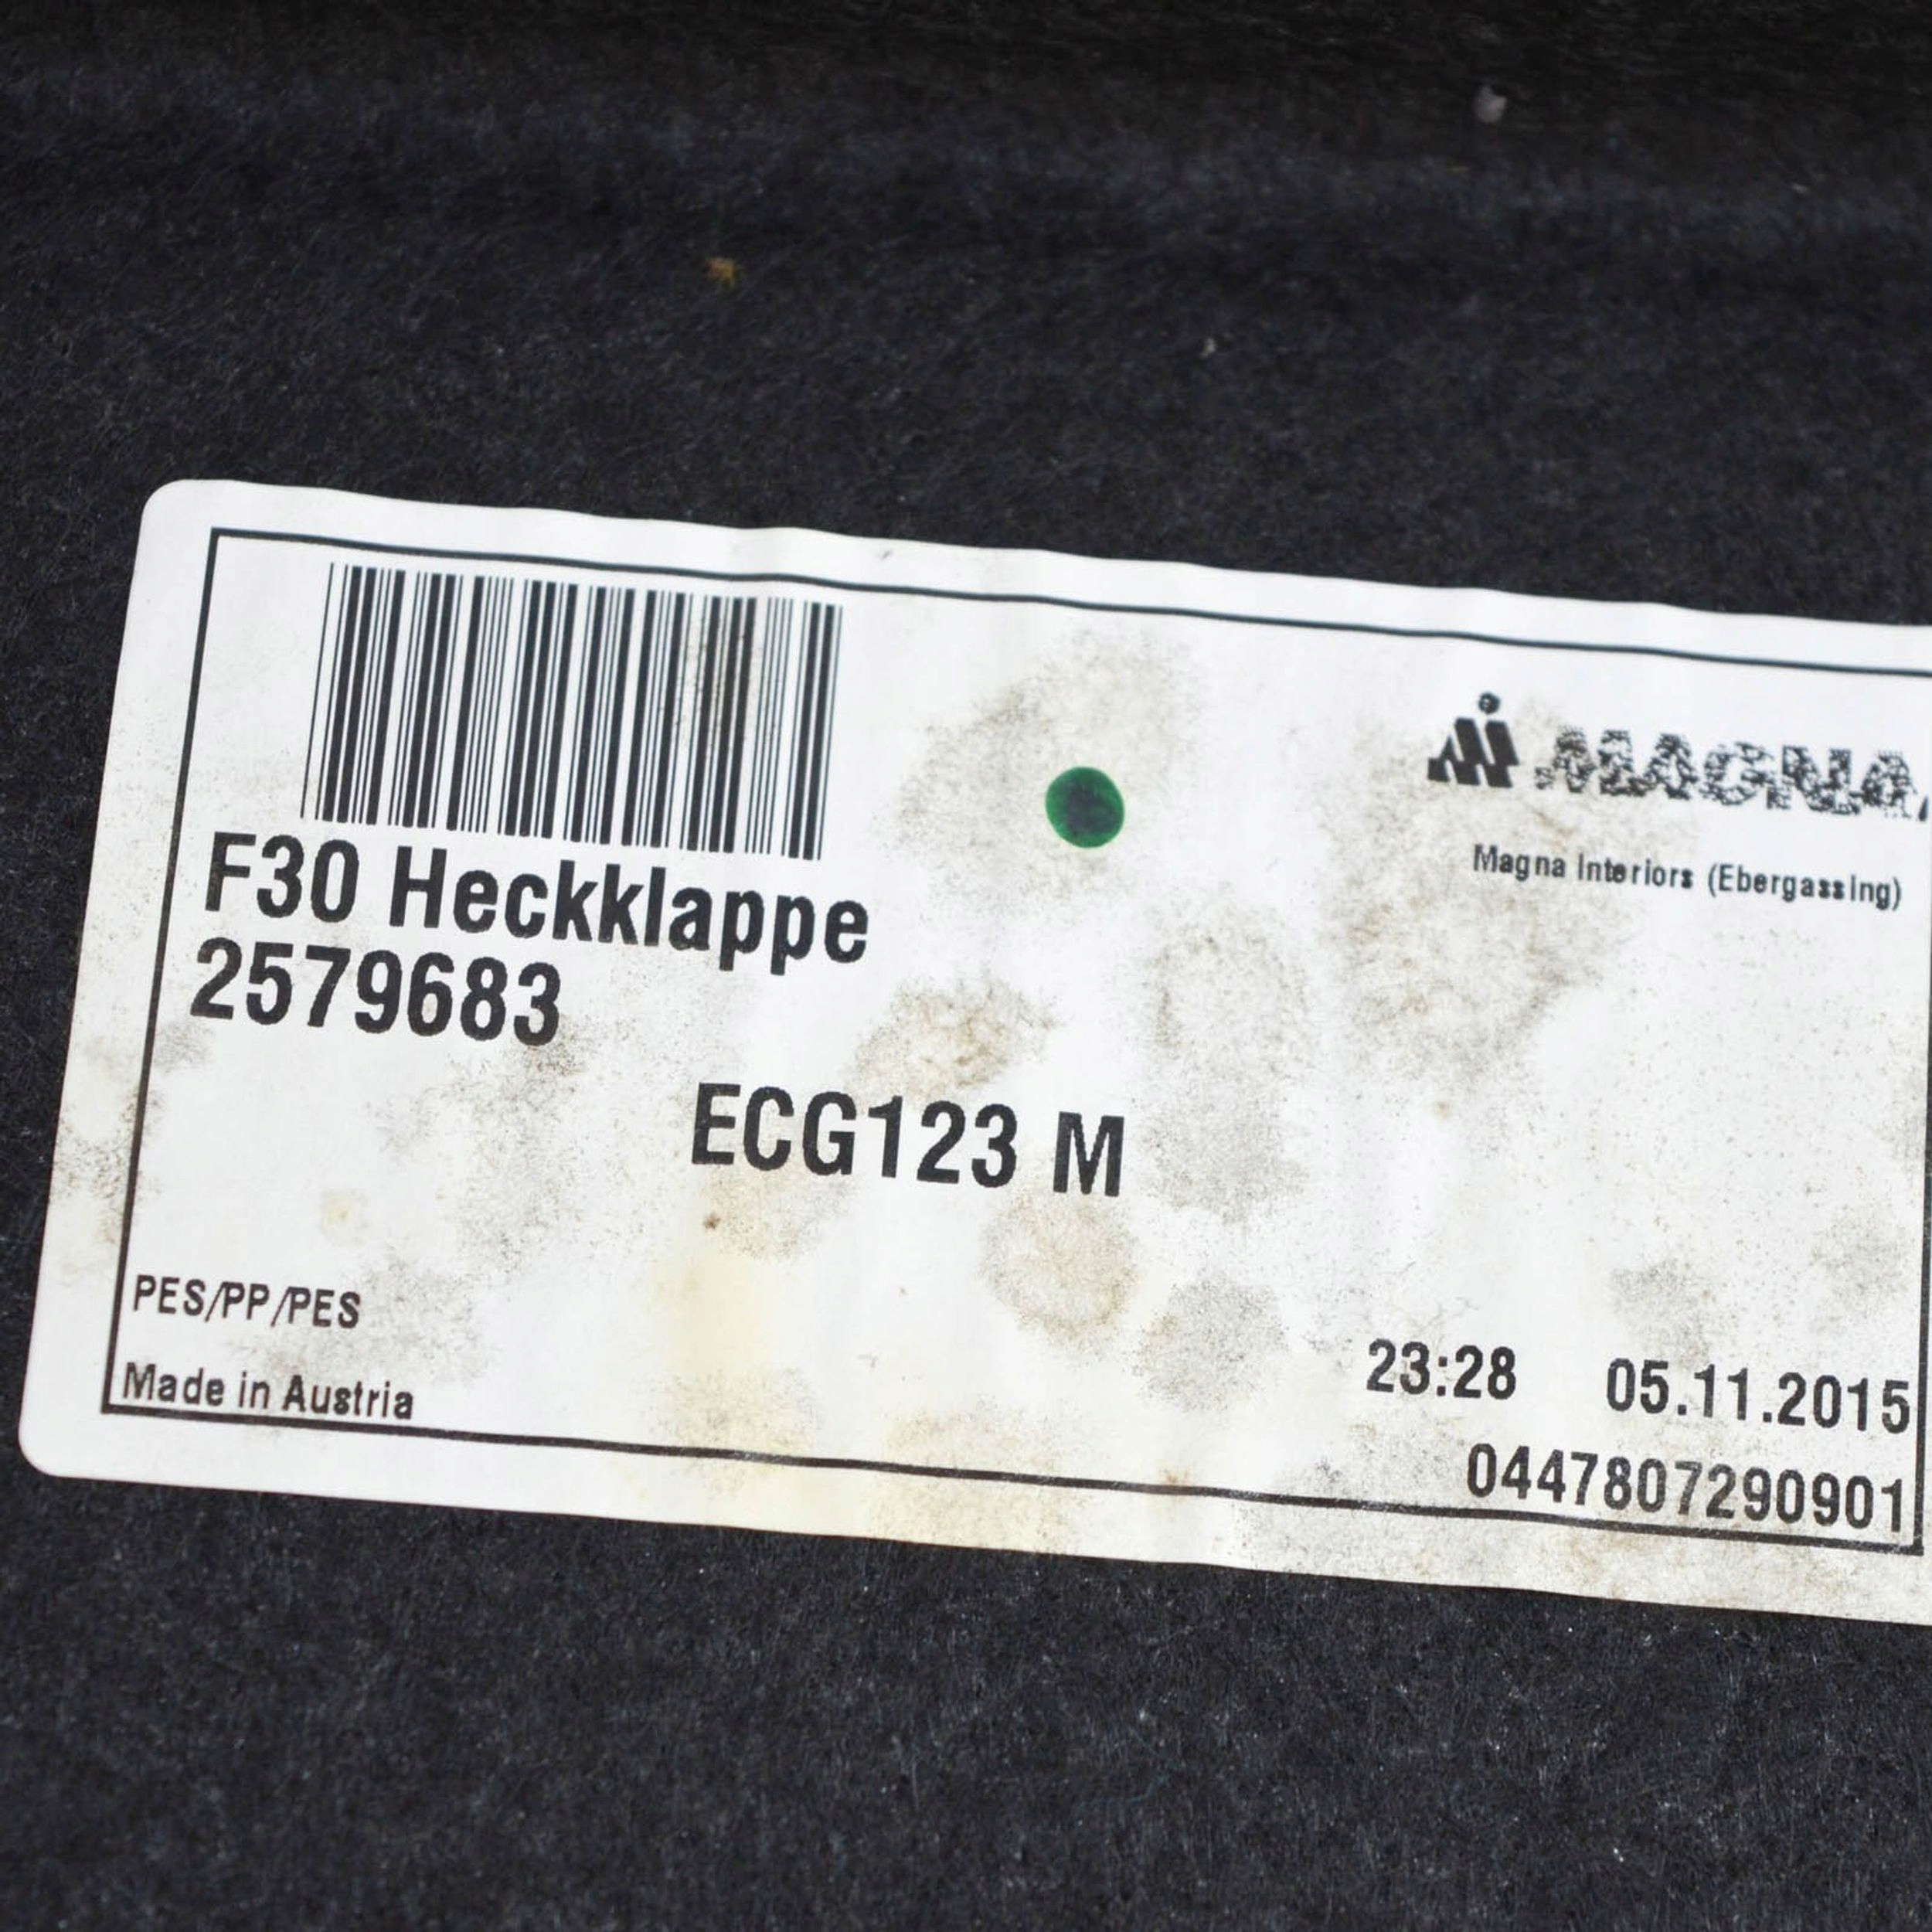 MAGNA
Magna Interiors (Ebergassing)
F30 Heckklappe
2579683
ECG123 M
PES/PP/PES
Made in Austria
23:28 05.11.2015
0447807290901